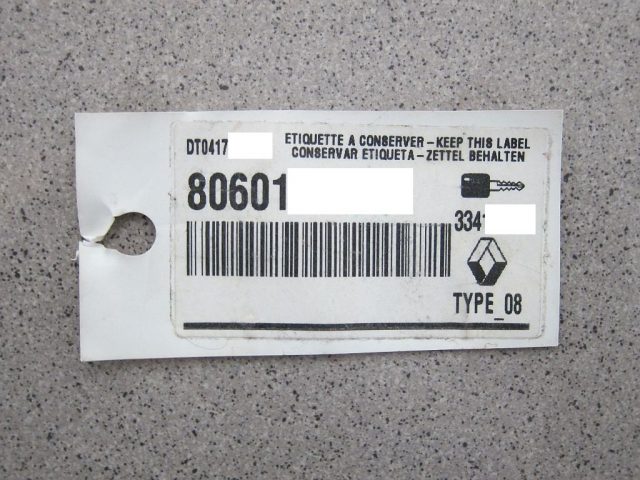 DT0417
ETIQUETTE A CONSERVER - KEEP THIS LABEL
CONSERVAR ETIQUETA - ZETTEL BEHALTEN
80601
334
TYPE_08